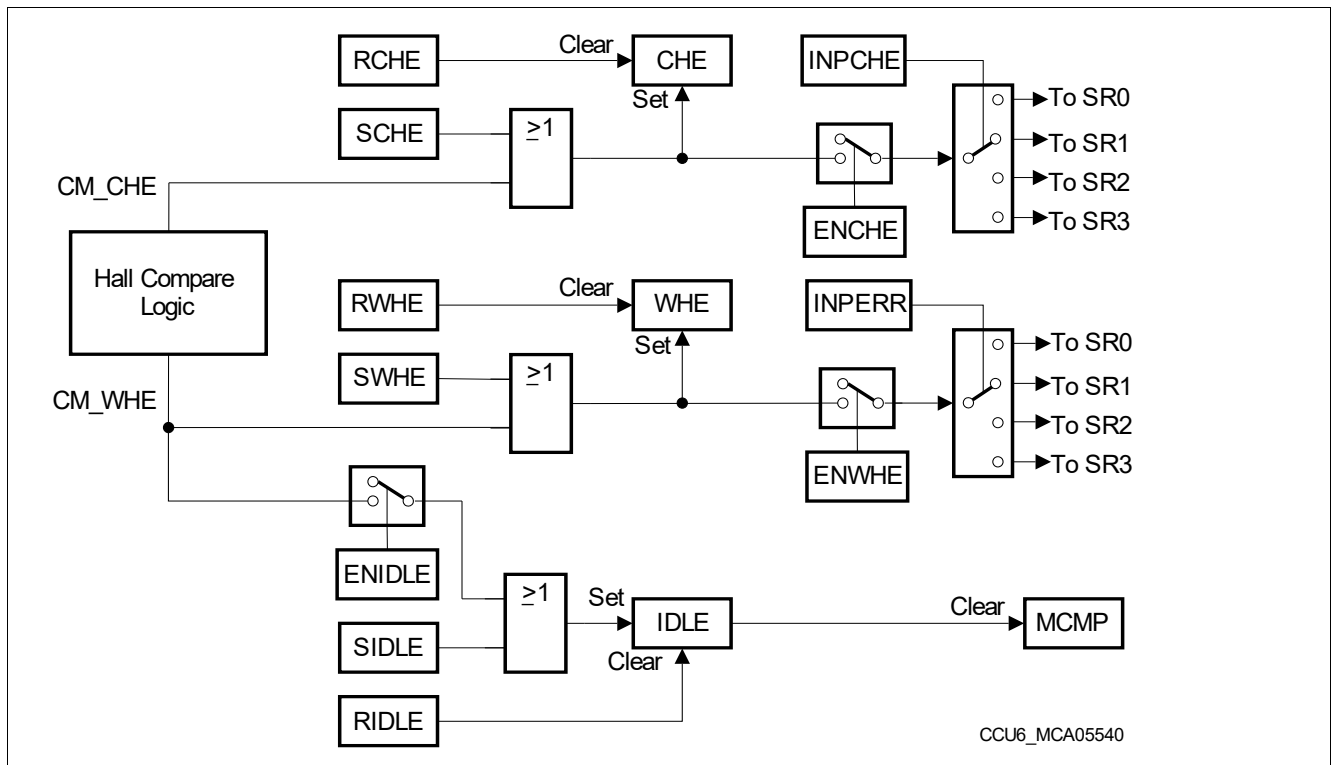 RCHE
Clear
CHE
INPCHE
Set
SCHE
≥1
To SR0
To SR1
To SR2
To SR3
CM_CHE
ENCHE
Hall Compare
Logic
RWHE
Clear
WHE
INPERR
Set
SWHE
≥1
To SR0
To SR1
To SR2
To SR3
CM_WHE
ENWHE
ENIDLE
≥1
Set
IDLE
Clear
MCMP
SIDLE
Clear
RIDLE
CCU6_MCA05540